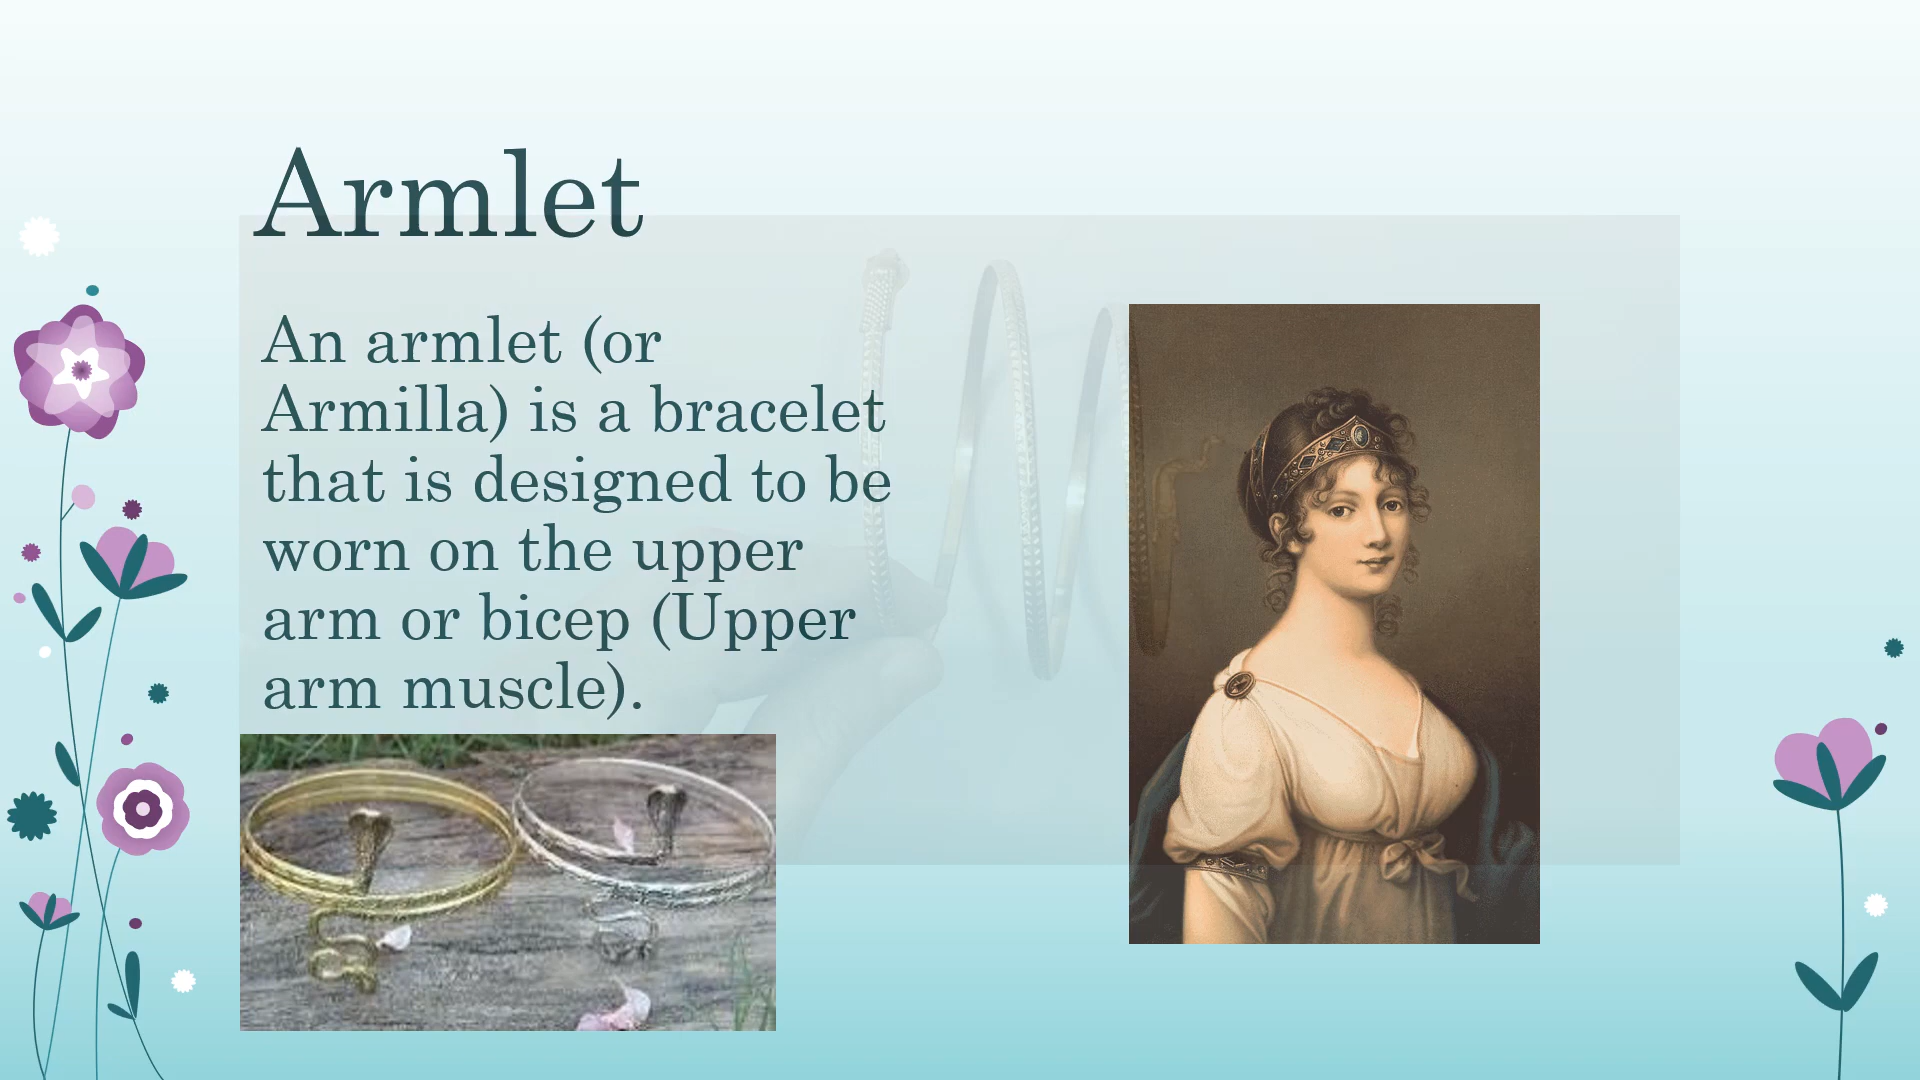 Armlet
An armlet (or
Armilla) is a bracelet
that is designed to be
worn on the upper
arm or bicep (Upper
arm muscle).